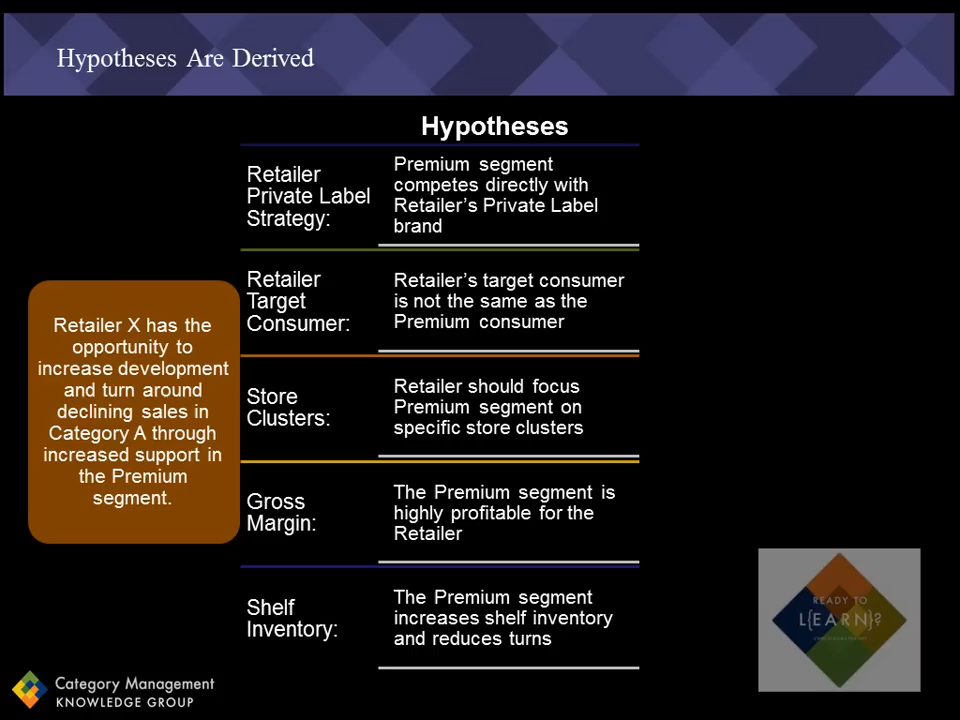 Hypotheses Are Derived
Hypotheses
Retailer
Private Label
Strategy:
Premium segment
competes directly with
Retailer's Private Label
brand
Retailer
Target
Consumer:
Retailer's target consumer
is not the same as the
Premium consumer
Retailer X has the
opportunity to
increase development
and turn around
declining sales in
Category A through
increased support in
the Premium
segment.
Store
Clusters:
Retailer should focus
Premium segment on
specific store clusters
Gross
Margin:
The Premium segment is
highly profitable for the
Retailer
Shelf
Inventory:
The Premium segment
increases shelf inventory
and reduces turns
READY TO
L{EARN}?
Category Management
KNOWLEDGE GROUP